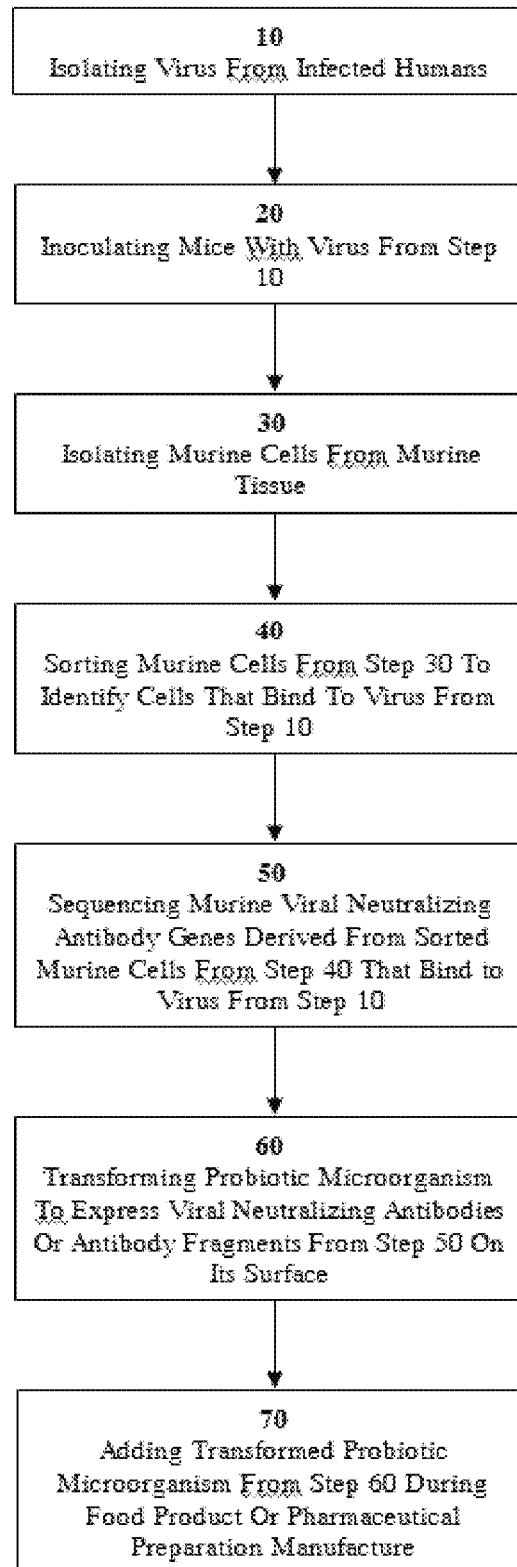 10
Isolating Virus From Infected Humans
20
Inoculating Mice With Virus From Step
10
30
Isolating Murine Cells From Murine
Tissue
40
Sorting Murine Cells From Step 30 To
Identify Cells That Bind To Virus From
Step 10
50
Sequencing Murine Viral Neutralizing
Antibody Genes Derived From Sorted
Murine Cells From Step 40 That Bind to
Virus From Step 10
60
Transforming Probiotic Microorganism
To Express Viral Neutralizing Antibodies
Or Antibody Fragments From Step 50 On
Its Surface
70
Adding Transformed Probiotic
Microorganism From Step 60 During
Food Product Or Pharmaceutical
Preparation Manufacture